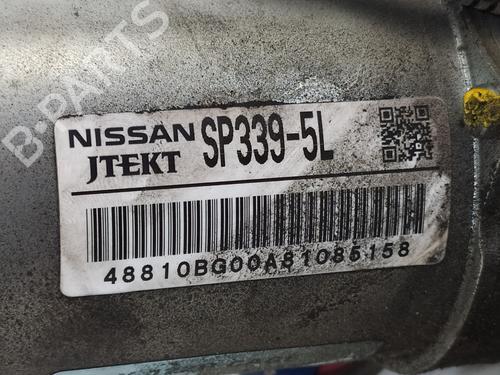 B-PARTS
NISSAN SP339-5L
JTEKT
48810BG00A81085158